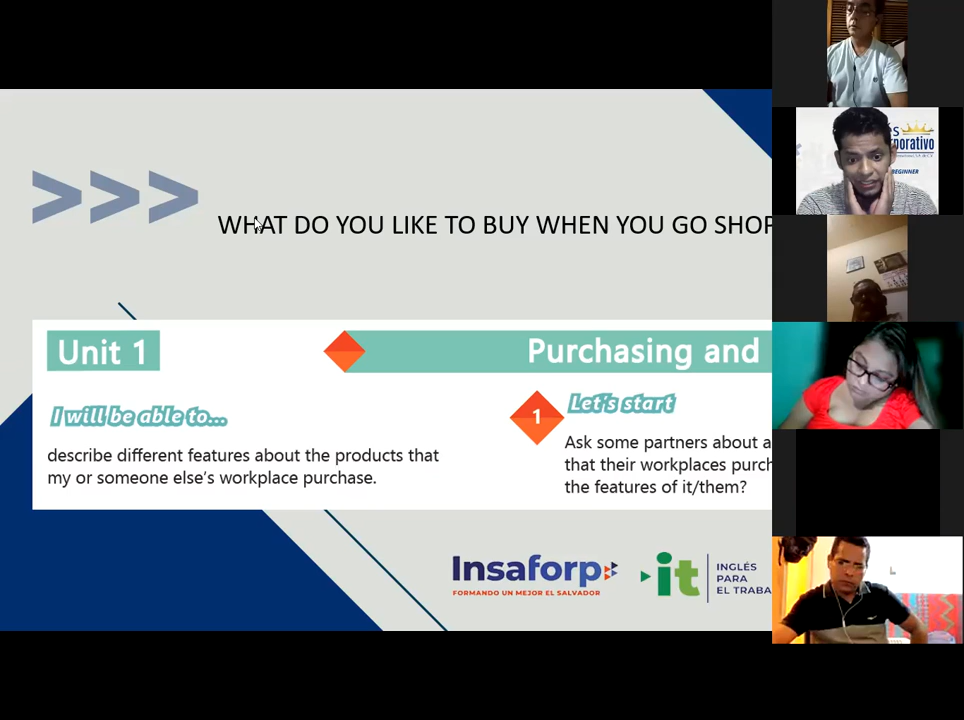 >>>
WHAT DO YOU LIKE TO BUY WHEN YOU GO SHOP
Unit 1
Purchasing and
I will be able to...
describe different features about the products that
my or someone else's workplace purchase.
1
Let's start
Ask some partners about a
that their workplaces purch
the features of it/them?
Insaforp
FORMANDO UN MEJOR EL SALVADOR
it
INGLÉS
PARA
EL TRABA
BEGINNER